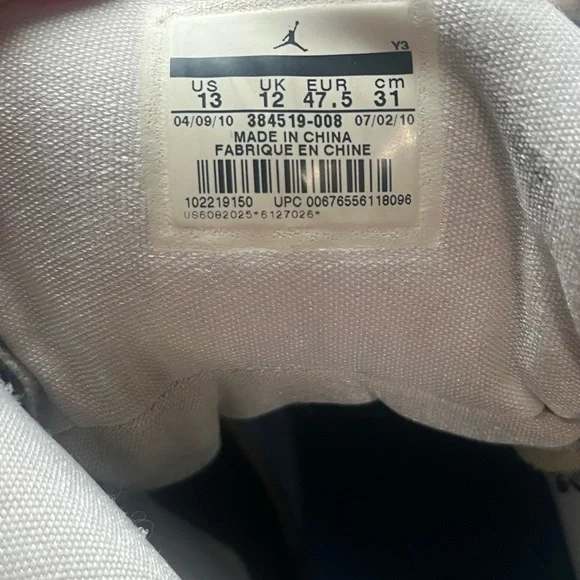 Y3
US UK EUR cm
13 12 47.5 31
04/09/10 384519-008 07/02/10
MADE IN CHINA
FABRIQUE EN CHINE
102219150 UPC 00676556118096
US6082025*6127026*